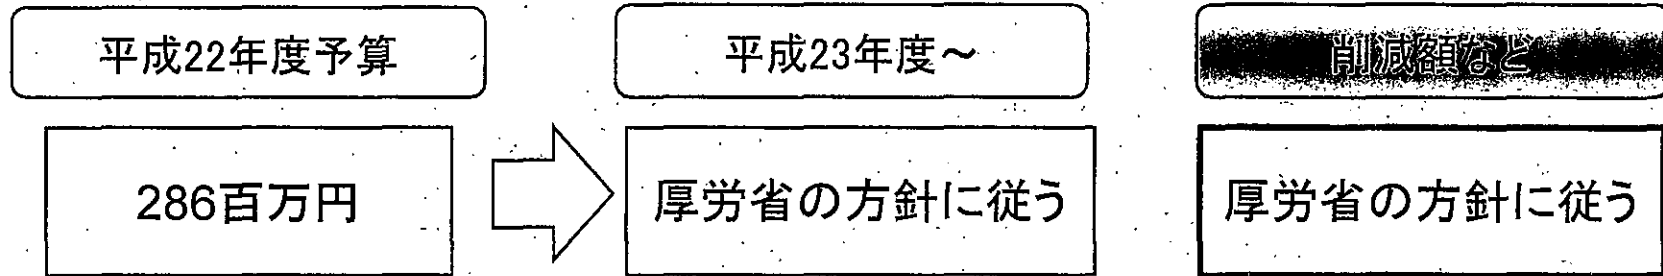 平成22年度予算
平成23年度～
削減額など
286百万円
厚労省の方針に従う
厚労省の方針に従う